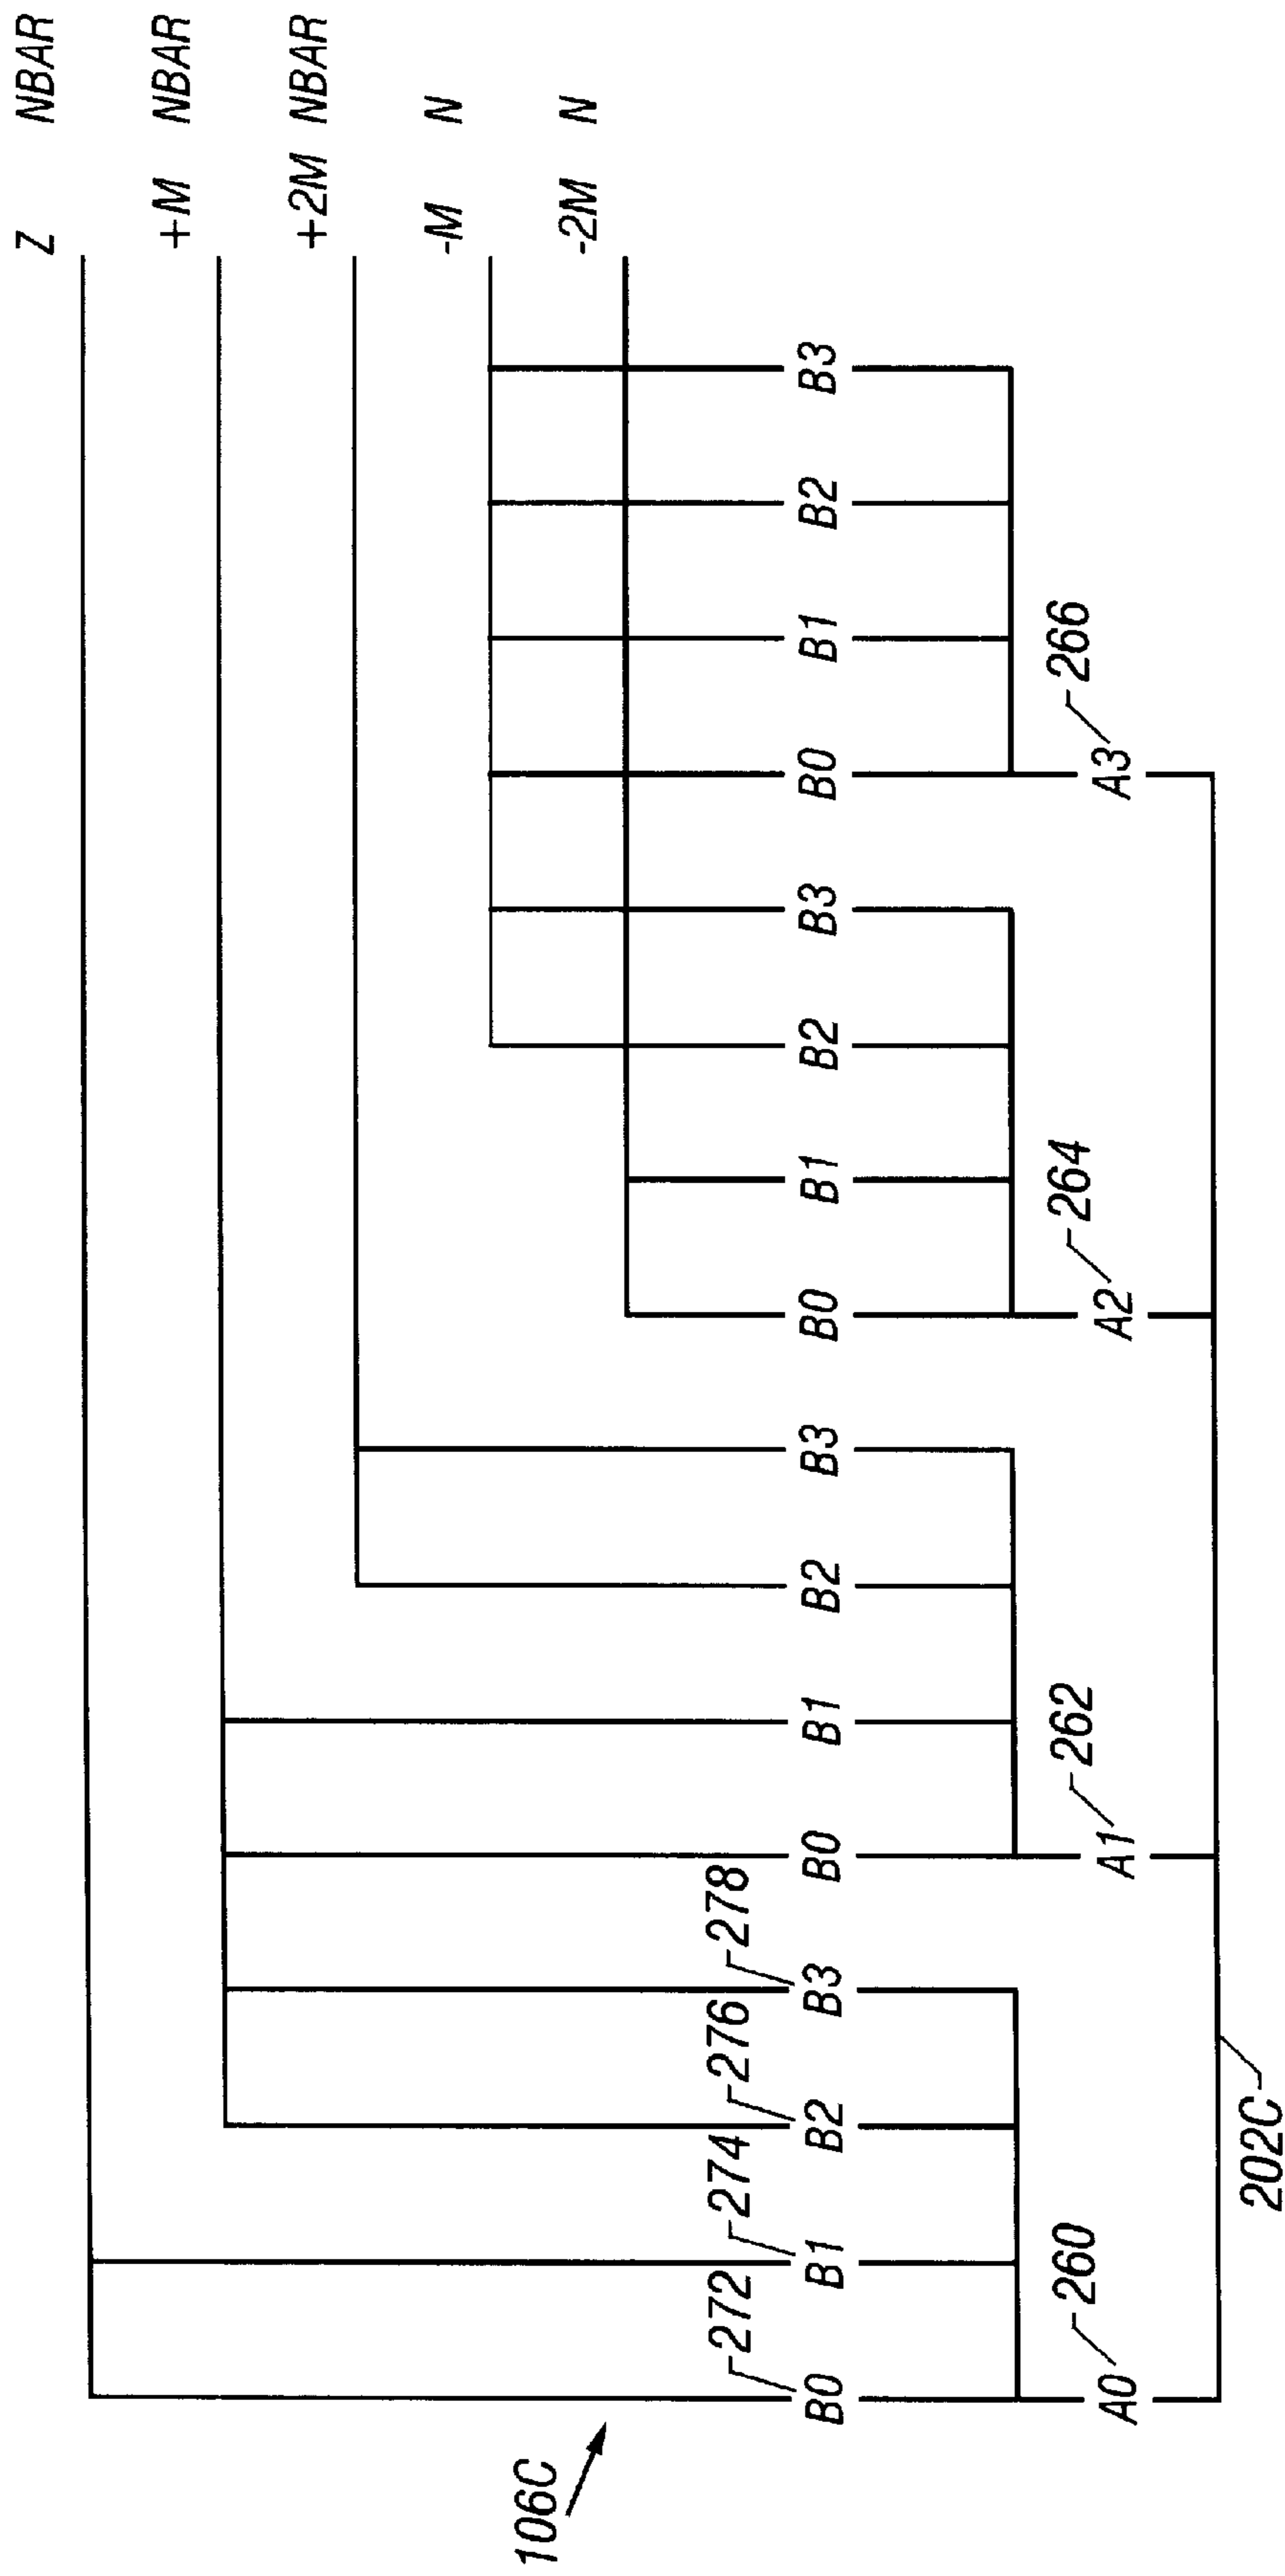 Z NBAR
+M NBAR
+2M NBAR
-M N
-2M N
106C
272 274 276 278
B0 B1 B2 B3 B0 B1 B2 B3 B0 B1 B2 B3 B0 B1 B2 B3
260 262 264 266
A0 A1 A2 A3
202C